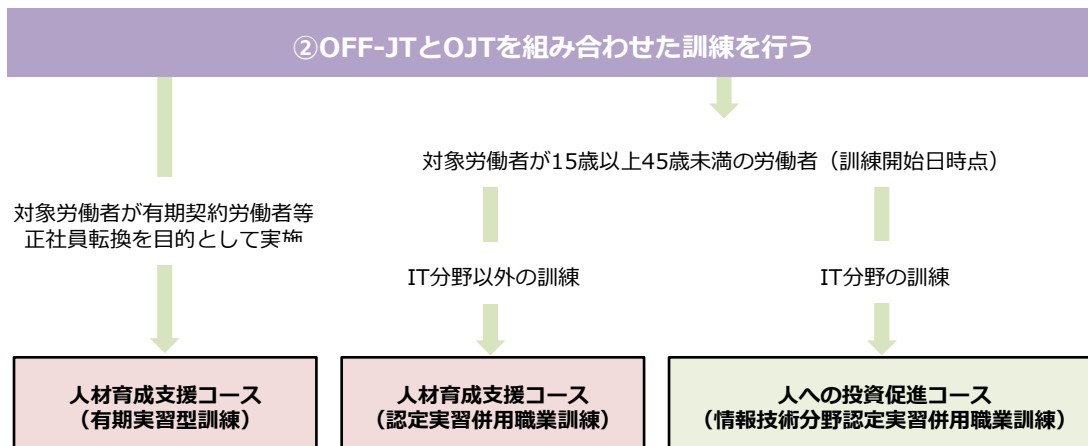 ②OFF-JTとOJTを組み合わせた訓練を行う
対象労働者が15歳以上45歳未満の労働者（訓練開始日時点）
対象労働者が有期契約労働者等
正社員転換を目的として実施
IT分野以外の訓練
IT分野の訓練
人材育成支援コース
（有期実習型訓練）
人材育成支援コース
（認定実習併用職業訓練）
人への投資促進コース
（情報技術分野認定実習併用職業訓練）